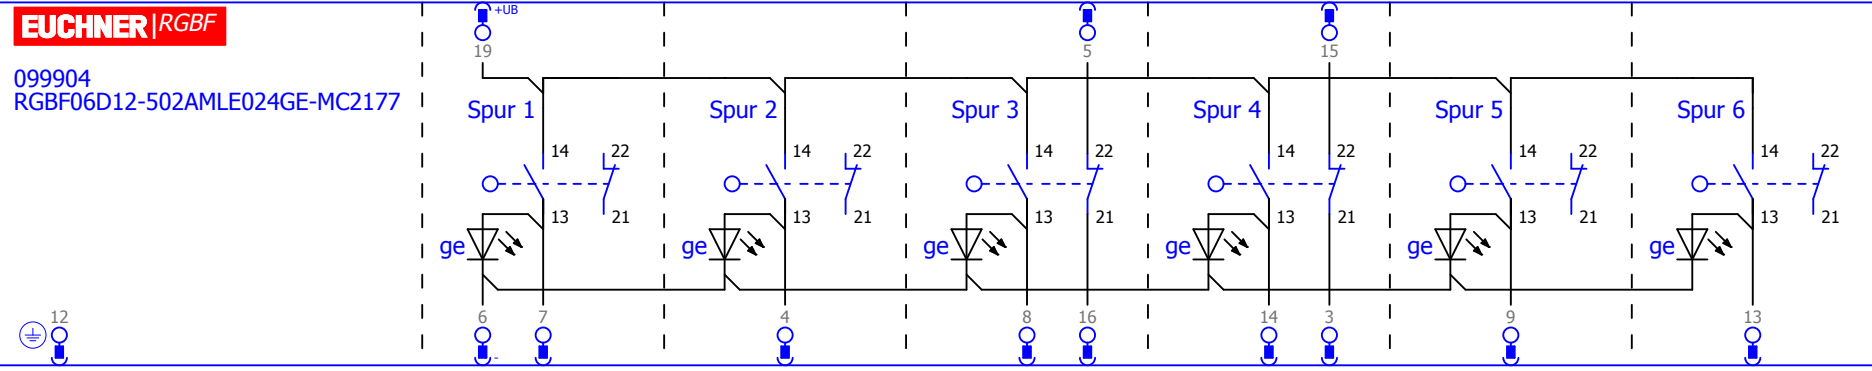 EUCHNER|RGBF
099904
RGBF06D12-502AMLE024GE-MC2177
+UB
19 5 15
Spur 1 Spur 2 Spur 3 Spur 4 Spur 5 Spur 6
14 22 14 22 14 22 14 22 14 22 14 22
13 21 13 21 13 21 13 21 13 21 13 21
ge ge ge ge ge ge
12 6 7 4 8 16 14 3 9 13
-